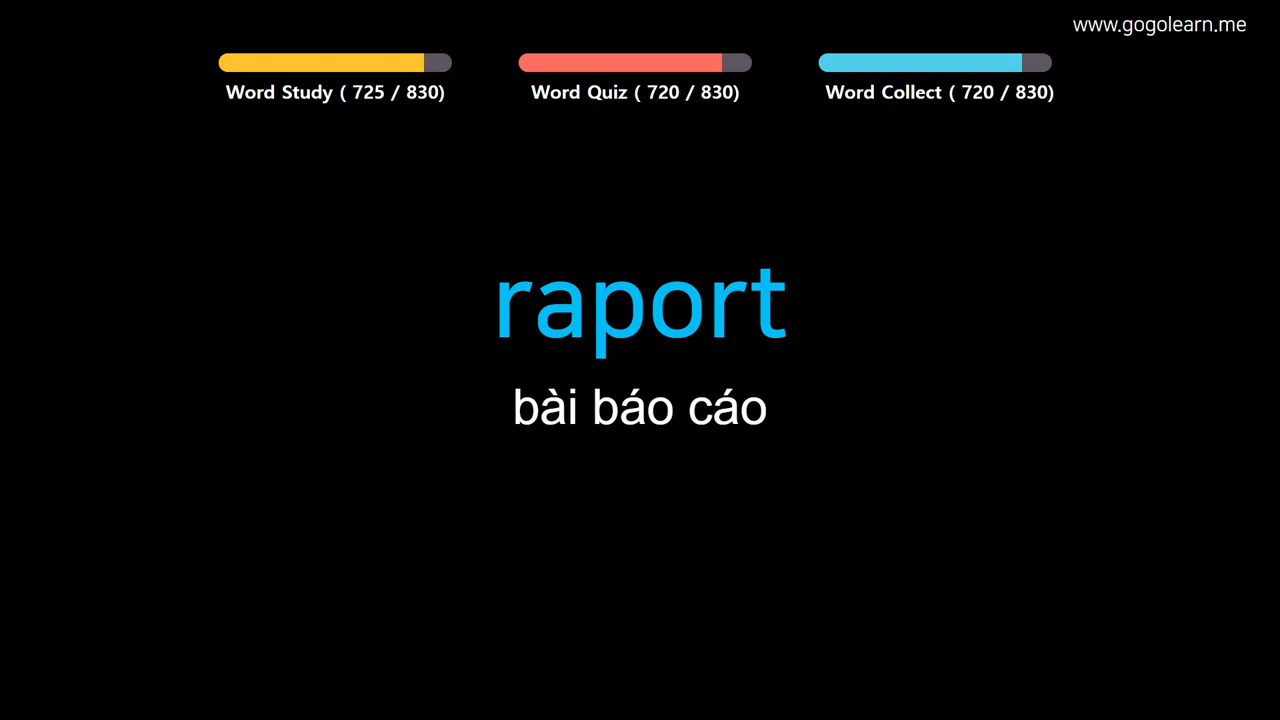 www.gogolearn.me
Word Study ( 725 / 830)
Word Quiz ( 720 / 830)
Word Collect ( 720 / 830)
raport
bài báo cáo